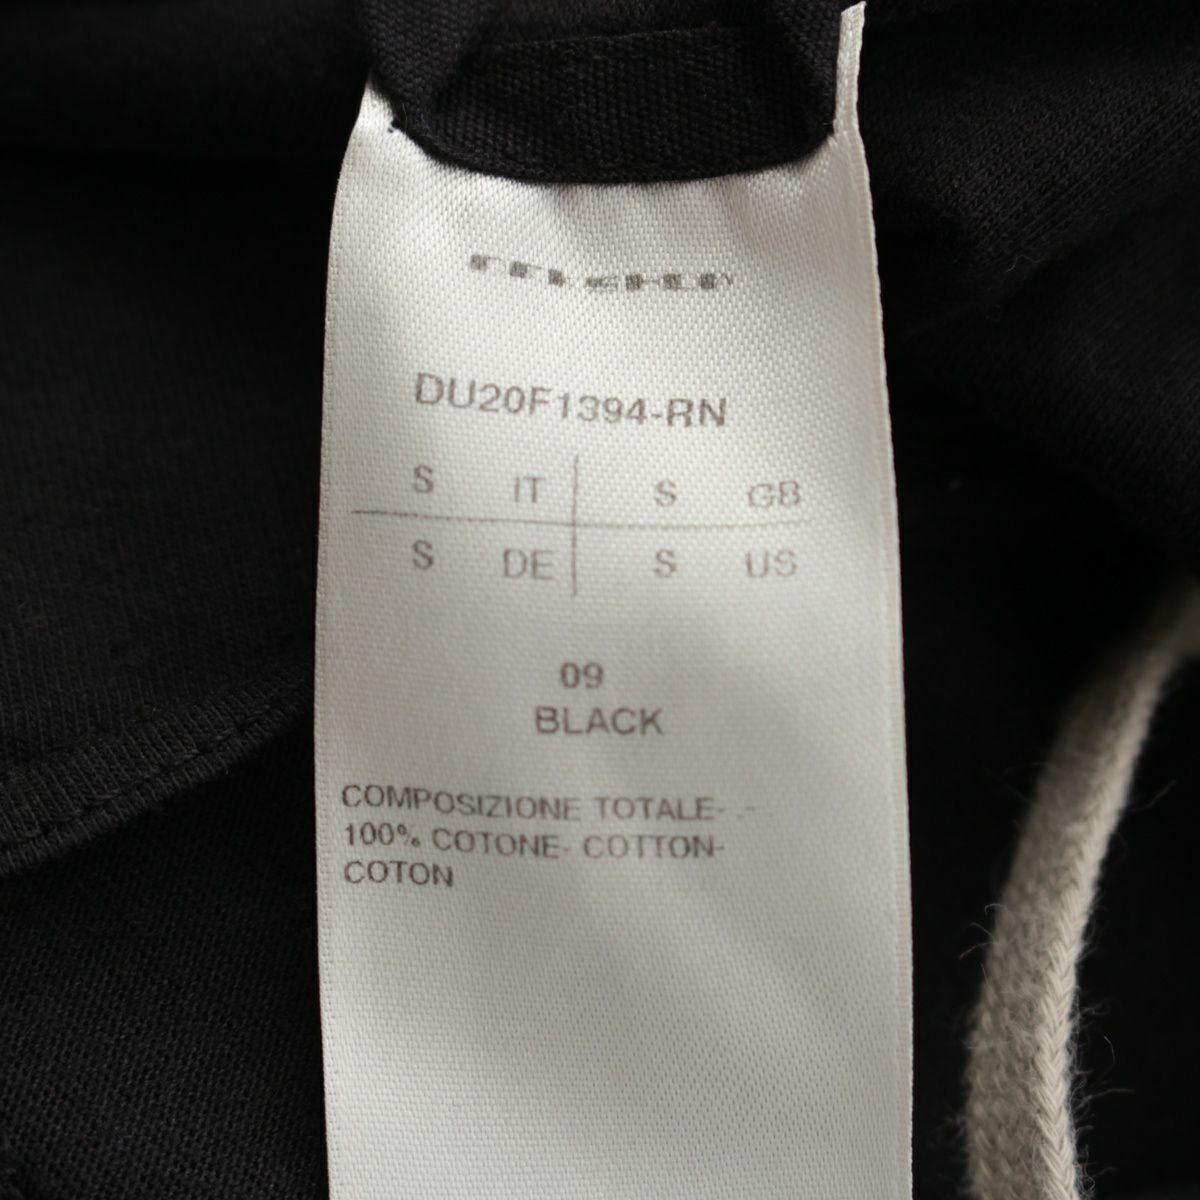 DU20F1394-RN
S IT S GB
S DE S US
09
BLACK
COMPOSIZIONE TOTALE- -
100% COTONE- COTTON-
COTON